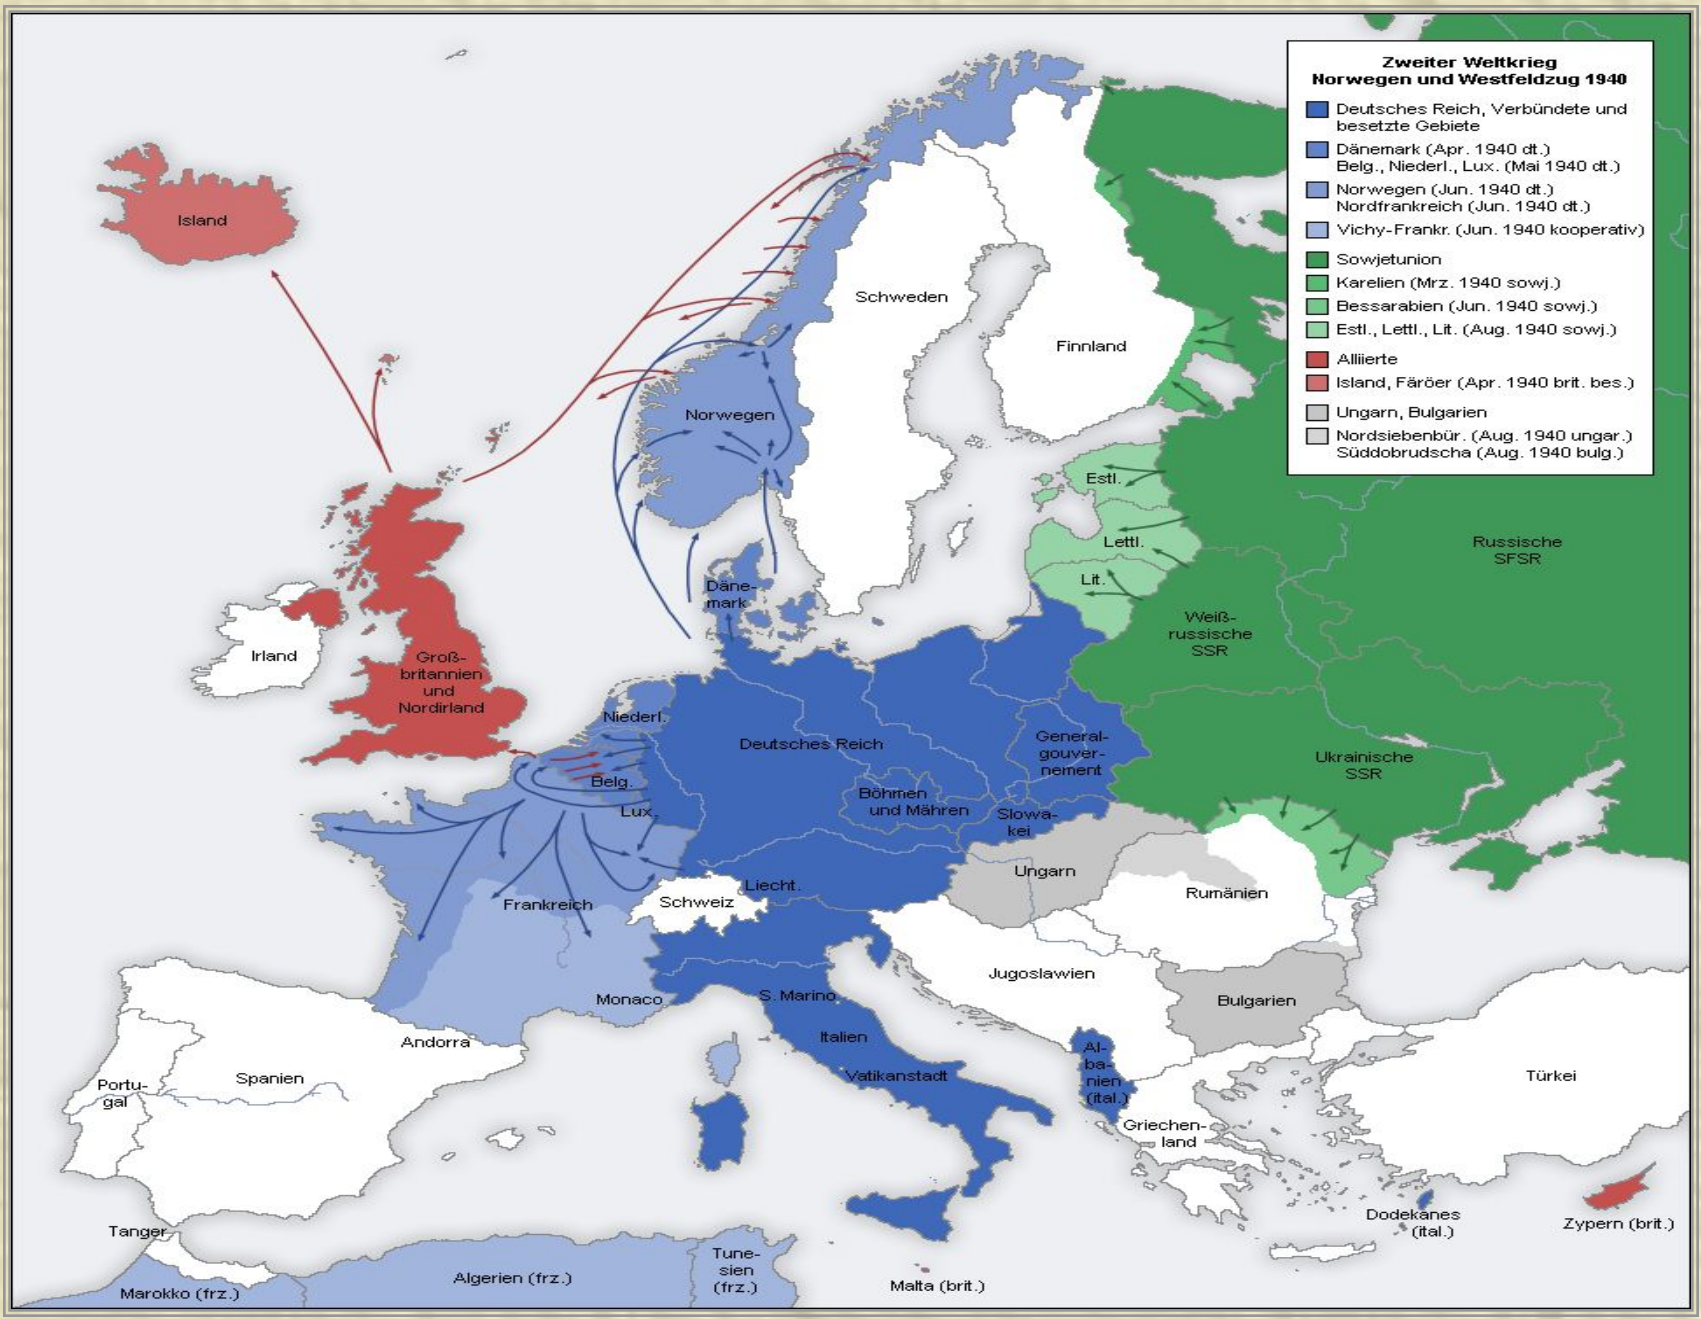 Zweiter Weltkrieg
Norwegen und Westfeldzug 1940
Deutsches Reich, Verbündete und
besetzte Gebiete
Dänemark (Apr. 1940 dt.)
Belg., Niederl., Lux. (Mai 1940 dt.)
Norwegen (Jun. 1940 dt.)
Nordfrankreich (Jun. 1940 dt.)
Vichy-Frankr. (Jun. 1940 kooperativ)
Sowjetunion
Karelien (Mrz. 1940 sowj.)
Bessarabien (Jun. 1940 sowj.)
Estl., Lettl., Lit. (Aug. 1940 sowj.)
Alliierte
Island, Färöer (Apr. 1940 brit. bes.)
Ungarn, Bulgarien
Nordsiebenbür. (Aug. 1940 ungar.)
Süddobrudscha (Aug. 1940 bulg.)
Island
Schweden
Finnland
Norwegen
Estl.
Lettl.
Lit.
Russische
SFSR
Däne-
mark
Weiß-
russische
SSR
Irland
Groß-
britannien
und
Nordirland
Niederl.
Deutsches Reich
General-
gouver-
nement
Ukrainische
SSR
Belg.
Böhmen
und Mähren
Lux.
Slowa-
kei
Ungarn
Liecht.
Schweiz
Frankreich
Rumänien
Jugoslawien
Monaco
S. Marino
Bulgarien
Andorra
Italien
Al-
ba-
nien
(ital.)
Spanien
Vatikanstadt
Türkei
Portu-
gal
Griechen-
land
Dodekanes
(ital.)
Zypern (brit.)
Tanger
Tune-
sien
(frz.)
Algerien (frz.)
Malta (brit.)
Marokko (frz.)